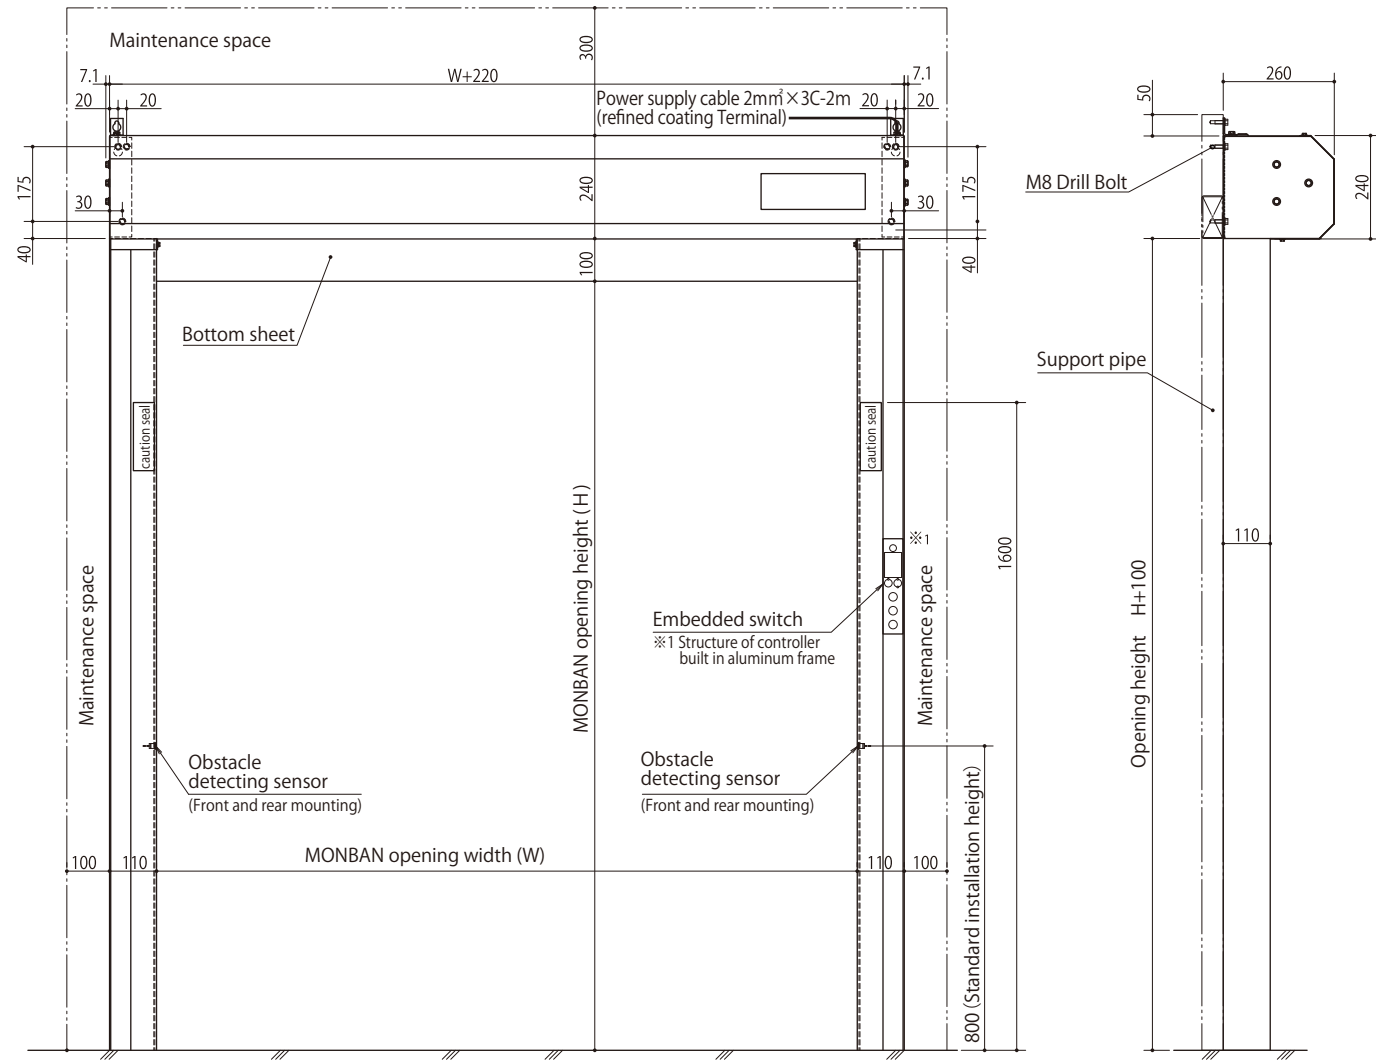 Maintenance space
300
7.1
W+220
7.1
260
20
20
Power supply cable 2mm²×3C-2m
(refined coating Terminal)
20
20
50
175
30
240
30
175
M8 Drill Bolt
240
40
100
40
Bottom sheet
Support pipe
caution seal
caution seal
MONBAN opening height (H)
※1
1600
110
Maintenance space
Embedded switch
※1 Structure of controller
built in aluminum frame
Maintenance space
Opening height H+100
Obstacle
detecting sensor
(Front and rear mounting)
Obstacle
detecting sensor
(Front and rear mounting)
800 (Standard installation height)
100
110
MONBAN opening width (W)
110
100